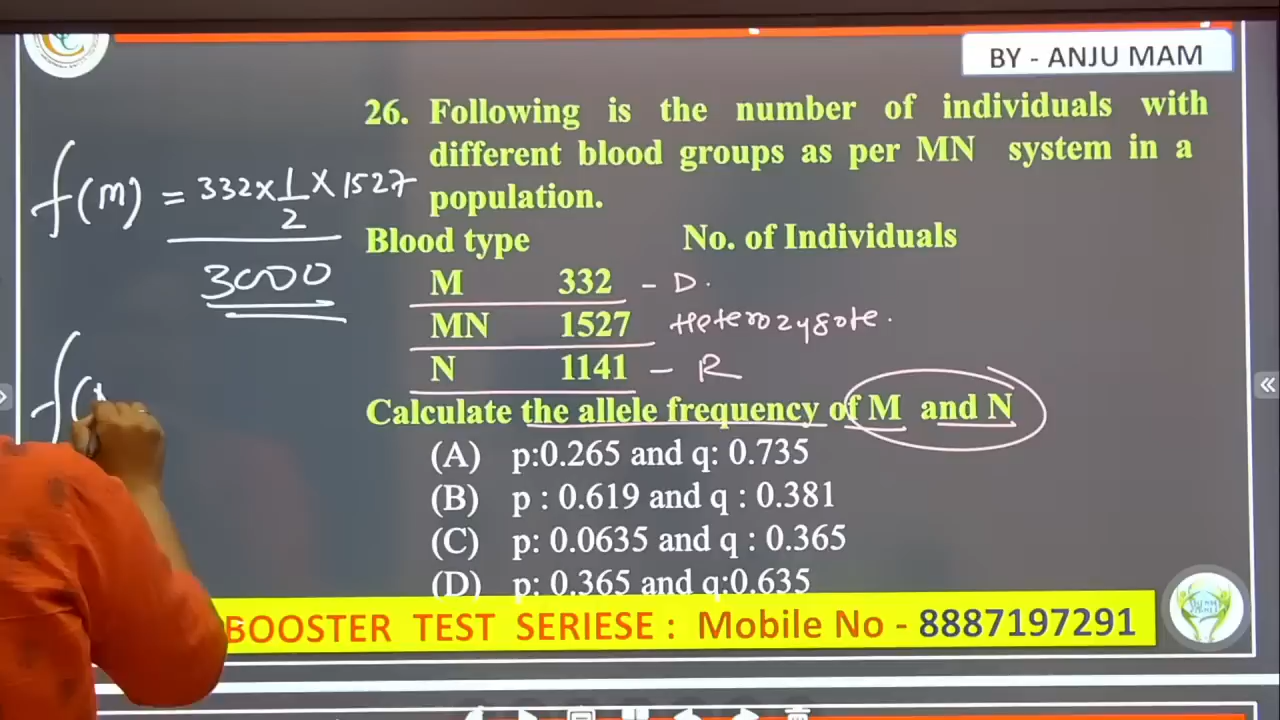 BY - ANJU MAM
26. Following is the number of individuals with
different blood groups as per MN system in a
population.
f(m) = 332 × 1/2 × 1527
3000
Blood type No. of Individuals
M 332 - D.
MN 1527 Heterozygote.
N 1141 - R
f(
Calculate the allele frequency of M and N
(A) p:0.265 and q: 0.735
(B) p : 0.619 and q : 0.381
(C) p: 0.0635 and q : 0.365
(D) p: 0.365 and q:0.635
BOOSTER TEST SERIESE : Mobile No - 8887197291